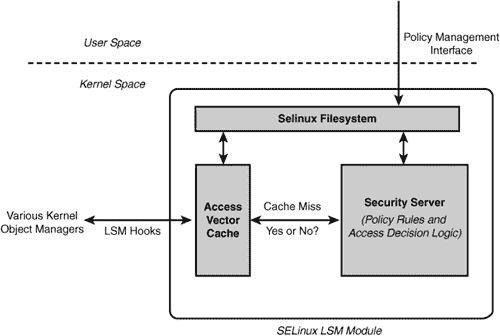 User Space
Policy Management
Interface
Kernel Space
Selinux Filesystem
Various Kernel
Object Managers
LSM Hooks
Access
Vector
Cache
Cache Miss
Yes or No?
Security Server
(Policy Rules and
Access Decision Logic)
SELinux LSM Module